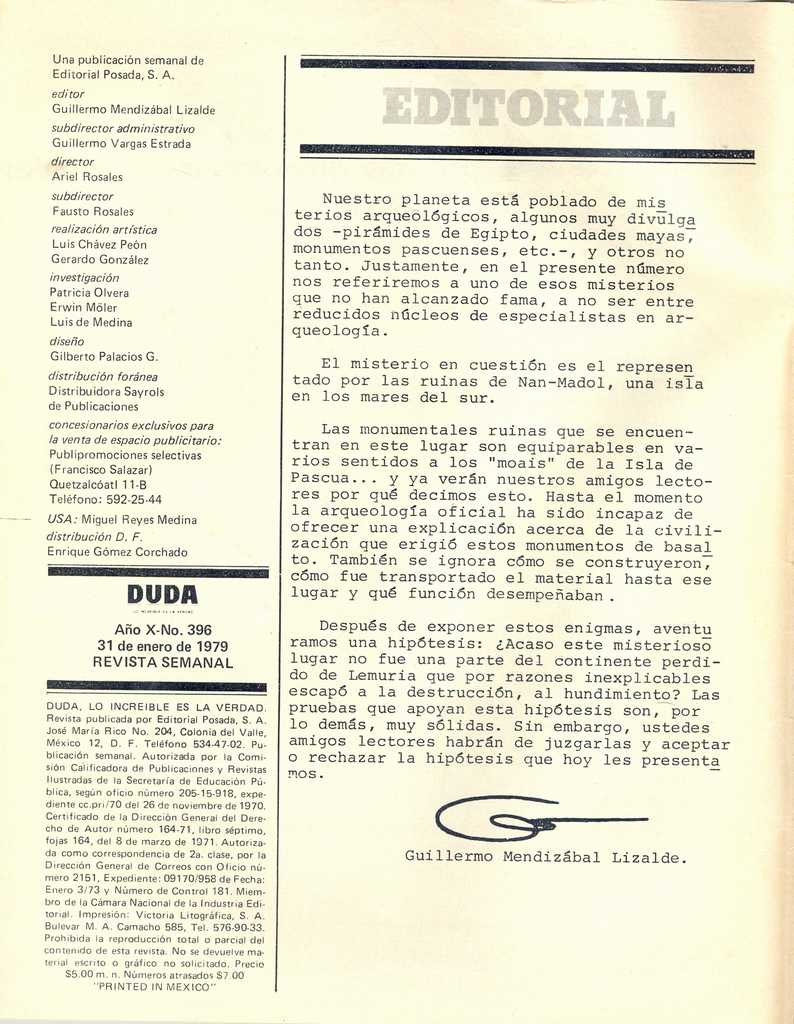 Una publicación semanal de
Editorial Posada, S. A.
editor
Guillermo Mendizábal Lizalde
subdirector administrativo
Guillermo Vargas Estrada
director
Ariel Rosales
subdirector
Fausto Rosales
realización artística
Luis Chávez Peón
Gerardo González
investigación
Patricia Olvera
Erwin Möler
Luis de Medina
diseño
Gilberto Palacios G.
distribución foránea
Distribuidora Sayrols
de Publicaciones
concesionarios exclusivos para
la venta de espacio publicitario:
Publipromociones selectivas
(Francisco Salazar)
Quetzalcóatl 11-B
Teléfono: 592-25-44
USA: Miguel Reyes Medina
distribución D. F.
Enrique Gómez Corchado
DUDA
LO INCREIBLE ES LA VERDAD
Año X-No. 396
31 de enero de 1979
REVISTA SEMANAL
DUDA, LO INCREIBLE ES LA VERDAD.
Revista publicada por Editorial Posada, S. A.
José María Rico No. 204, Colonia del Valle,
México 12, D. F. Teléfono 534-47-02. Pu-
blicación semanal. Autorizada por la Comi-
sión Calificadora de Publicaciones y Revistas
Ilustradas de la Secretaría de Educación Pú-
blica, según oficio número 205-15-918, expe-
diente cc.pri/70 del 26 de noviembre de 1970.
Certificado de la Dirección General del Dere-
cho de Autor número 164-71, libro séptimo,
fojas 164, del 8 de marzo de 1971. Autoriza-
da como correspondencia de 2a. clase, por la
Dirección General de Correos con Oficio nú-
mero 2151, Expediente: 09170/958 de Fecha:
Enero 3/73 y Número de Control 181. Miem-
bro de la Cámara Nacional de la Industria Edi-
torial. Impresión: Victoria Litográfica, S. A.
Bulevar M. A. Camacho 585, Tel. 576-90-33.
Prohibida la reproducción total o parcial del
contenido de esta revista. No se devuelve ma-
terial escrito o gráfico no solicitado. Precio
$5.00 m. n. Números atrasados $7.00
"PRINTED IN MEXICO"
EDITORIAL
Nuestro planeta está poblado de mis
terios arqueológicos, algunos muy divulga
dos -pirámides de Egipto, ciudades mayas,
monumentos pascuenses, etc.-, y otros no
tanto. Justamente, en el presente número
nos referiremos a uno de esos misterios
que no han alcanzado fama, a no ser entre
reducidos núcleos de especialistas en ar-
queología.
El misterio en cuestión es el represen
tado por las ruinas de Nan-Madol, una isla
en los mares del sur.
Las monumentales ruinas que se encuen-
tran en este lugar son equiparables en va-
rios sentidos a los "moais" de la Isla de
Pascua... y ya verán nuestros amigos lecto-
res por qué decimos esto. Hasta el momento
la arqueología oficial ha sido incapaz de
ofrecer una explicación acerca de la civili-
zación que erigió estos monumentos de basal
to. También se ignora cómo se construyeron,
cómo fue transportado el material hasta ese
lugar y qué función desempeñaban.
Después de exponer estos enigmas, aventu
ramos una hipótesis: ¿Acaso este misterioso
lugar no fue una parte del continente perdi-
do de Lemuria que por razones inexplicables
escapó a la destrucción, al hundimiento? Las
pruebas que apoyan esta hipótesis son, por
lo demás, muy sólidas. Sin embargo, ustedes
amigos lectores habrán de juzgarlas y aceptar
o rechazar la hipótesis que hoy les presenta
mos.
Guillermo Mendizábal Lizalde.